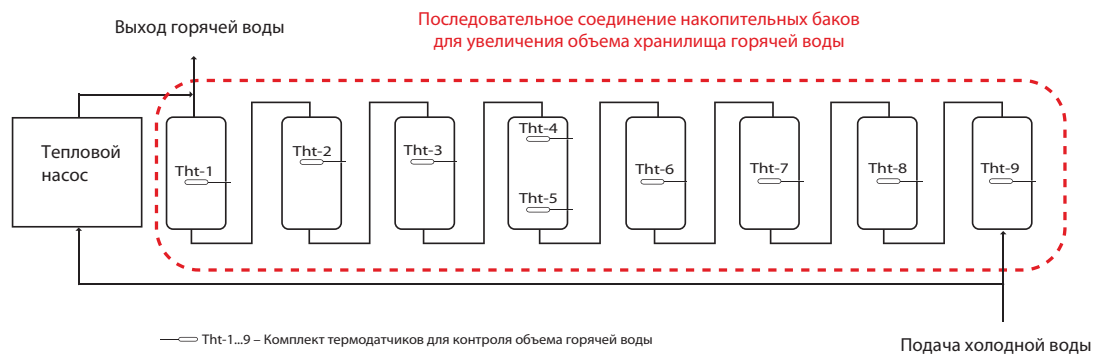 Последовательное соединение накопительных баков
для увеличения объема хранилища горячей воды
Выход горячей воды
Тепловой
насос
Tht-1
Tht-2
Tht-3
Tht-4
Tht-5
Tht-6
Tht-7
Tht-8
Tht-9
Tht-1...9 – Комплект термодатчиков для контроля объема горячей воды
Подача холодной воды